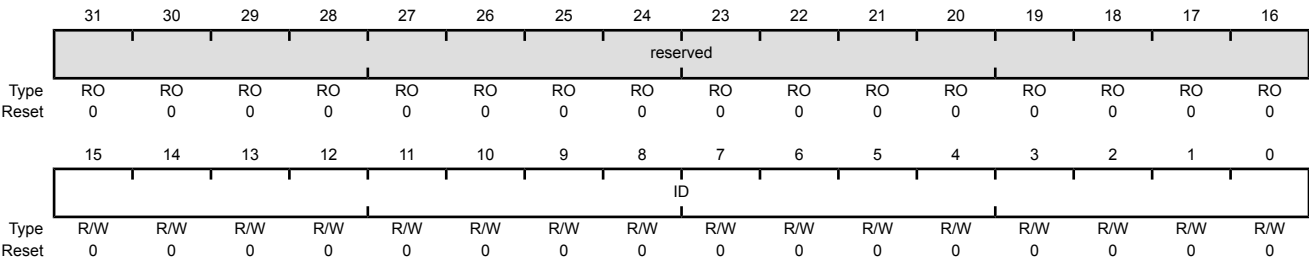 31 30 29 28 27 26 25 24 23 22 21 20 19 18 17 16
reserved
Type RO RO RO RO RO RO RO RO RO RO RO RO RO RO RO RO
Reset 0 0 0 0 0 0 0 0 0 0 0 0 0 0 0 0
15 14 13 12 11 10 9 8 7 6 5 4 3 2 1 0
ID
Type R/W R/W R/W R/W R/W R/W R/W R/W R/W R/W R/W R/W R/W R/W R/W R/W
Reset 0 0 0 0 0 0 0 0 0 0 0 0 0 0 0 0